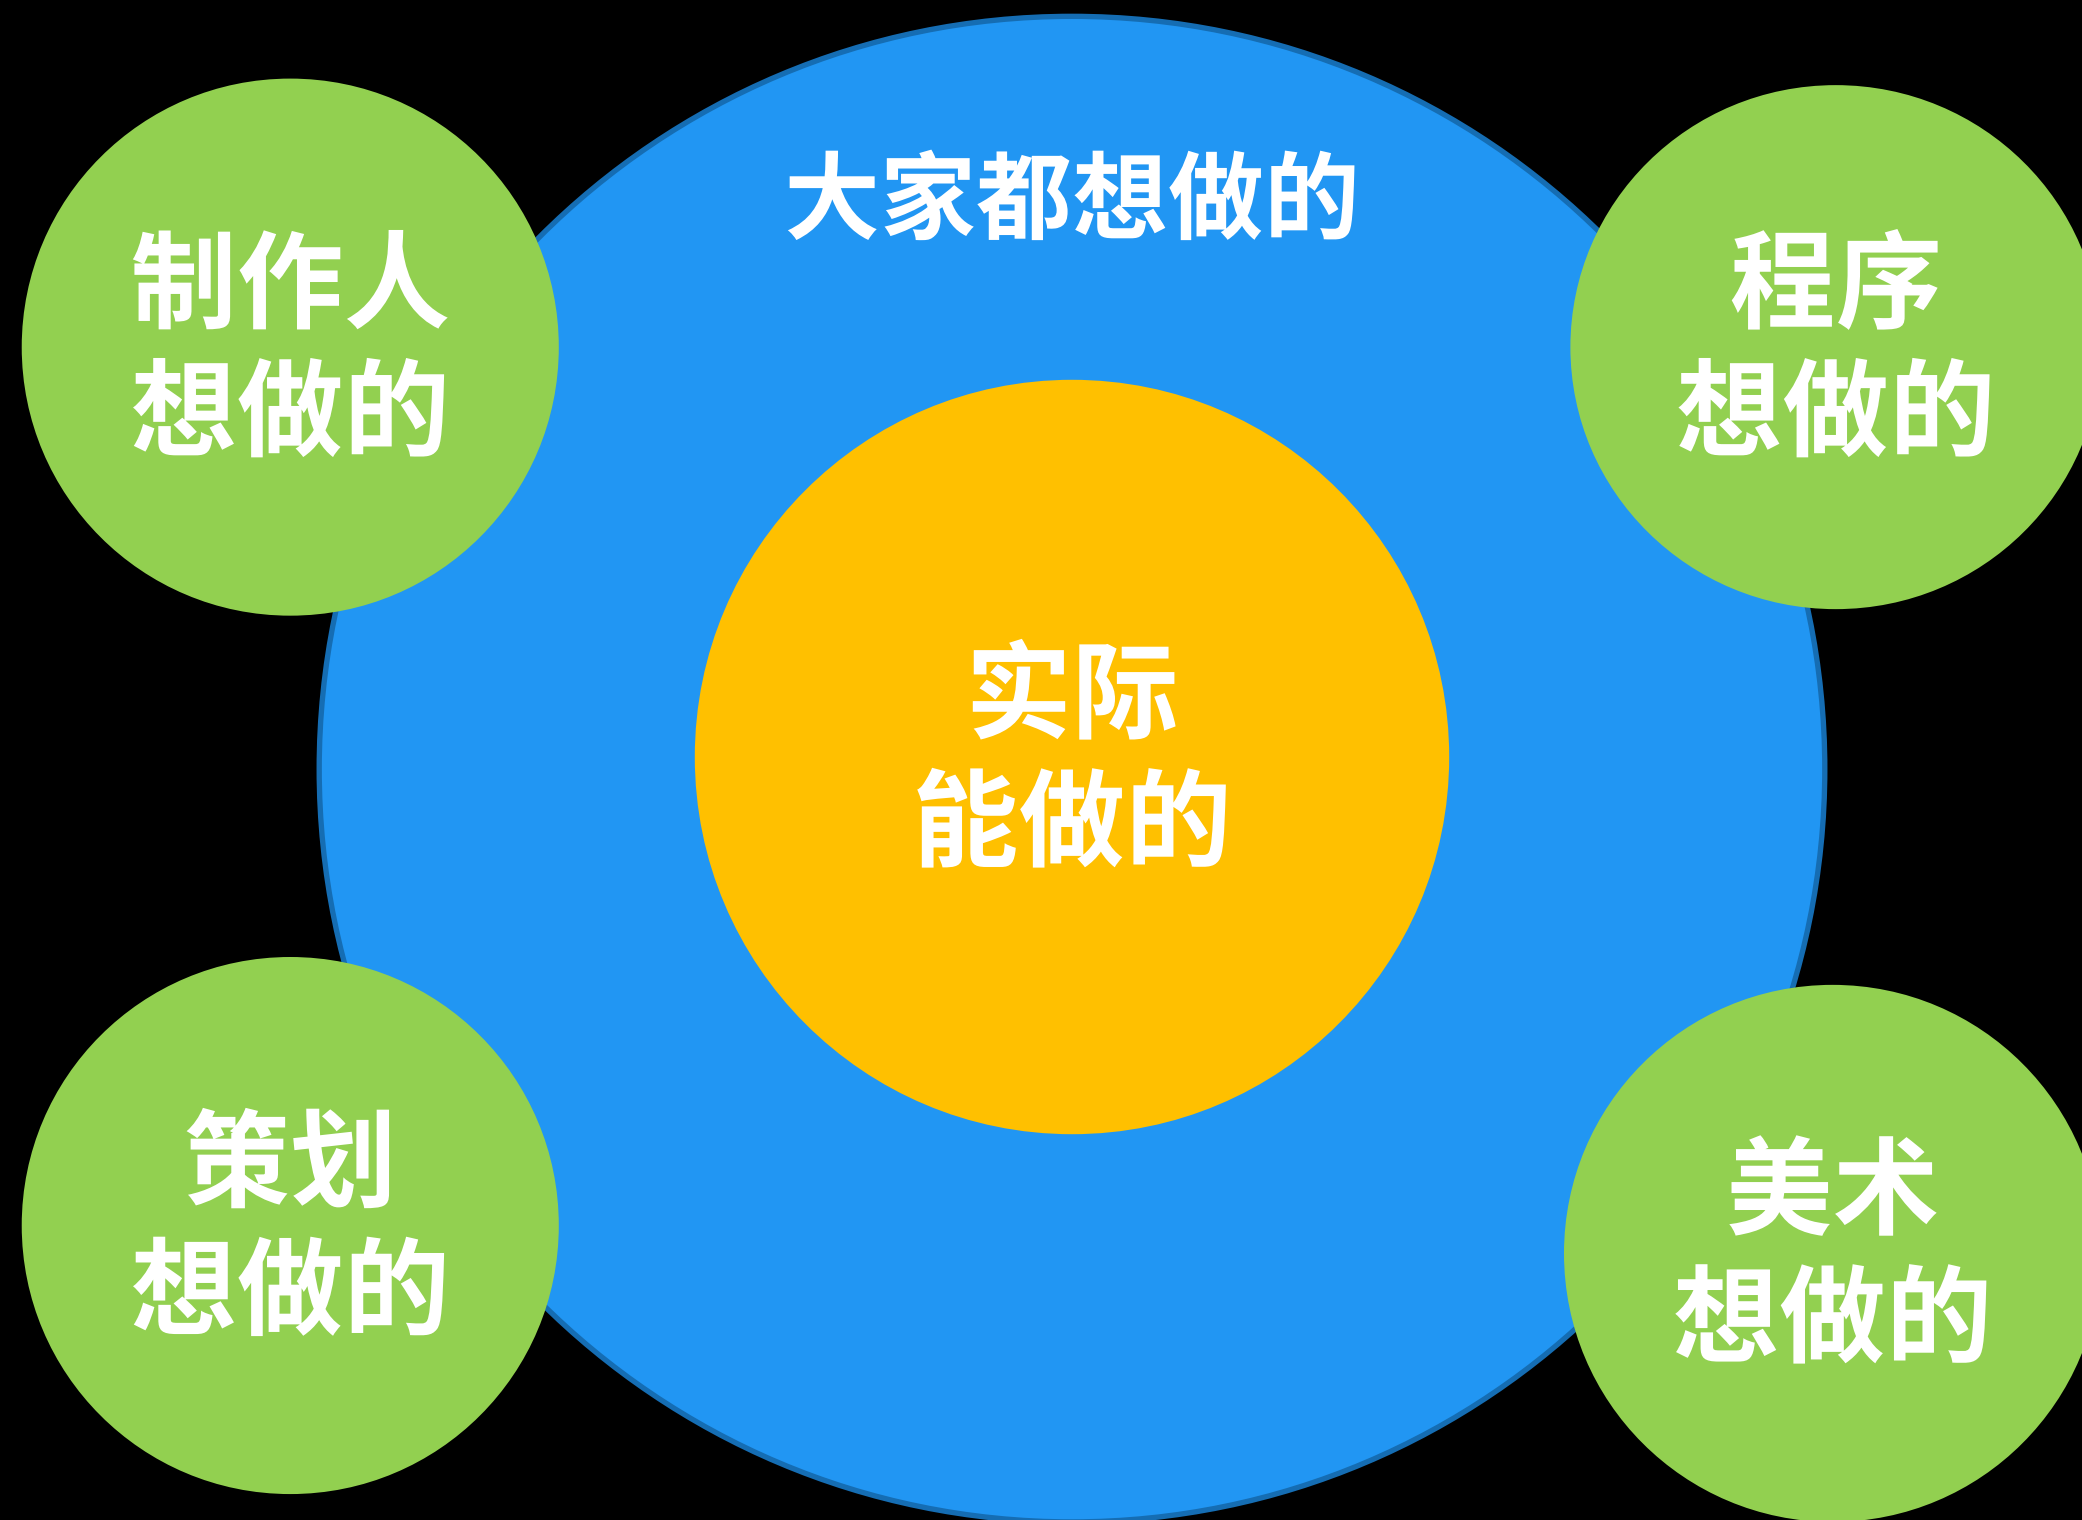 大家都想做的
制作人
想做的
程序
想做的
实际
能做的
策划
想做的
美术
想做的